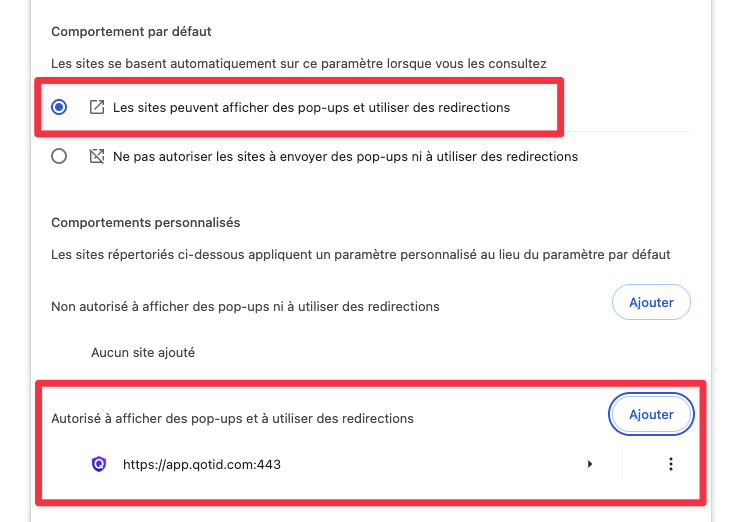 Comportement par défaut
Les sites se basent automatiquement sur ce paramètre lorsque vous les consultez
Les sites peuvent afficher des pop-ups et utiliser des redirections
Ne pas autoriser les sites à envoyer des pop-ups ni à utiliser des redirections
Comportements personnalisés
Les sites répertoriés ci-dessous appliquent un paramètre personnalisé au lieu du paramètre par défaut
Non autorisé à afficher des pop-ups ni à utiliser des redirections
Ajouter
Aucun site ajouté
Autorisé à afficher des pop-ups et à utiliser des redirections
Ajouter
https://app.qotid.com:443